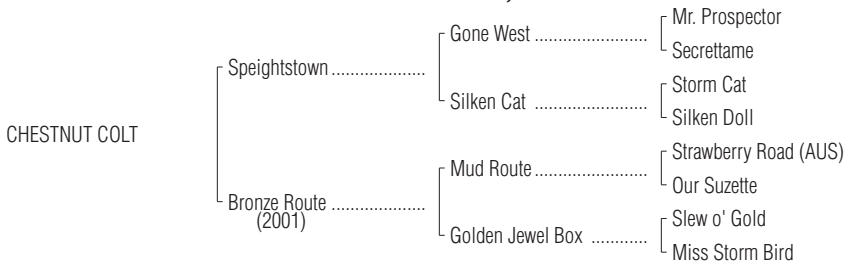 Mr. Prospector
Gone West ........................
Secrettame
Speightstown ....................
Storm Cat
Silken Cat ........................
Silken Doll
CHESTNUT COLT
Strawberry Road (AUS)
Mud Route ........................
Our Suzette
Bronze Route ....................
(2001)
Slew o' Gold
Golden Jewel Box ............
Miss Storm Bird